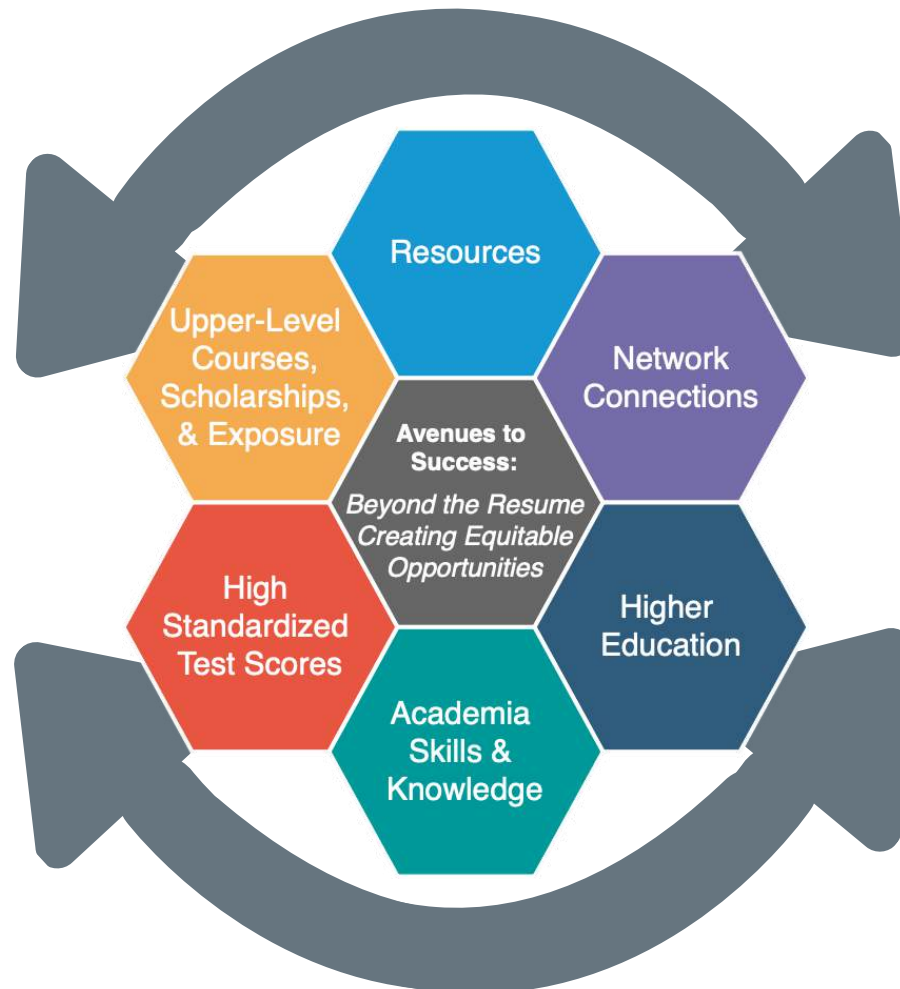 Resources
Upper-Level
Courses,
Scholarships,
& Exposure
Network
Connections
Avenues to
Success:
Beyond the Resume
Creating Equitable
Opportunities
High
Standardized
Test Scores
Higher
Education
Academia
Skills &
Knowledge